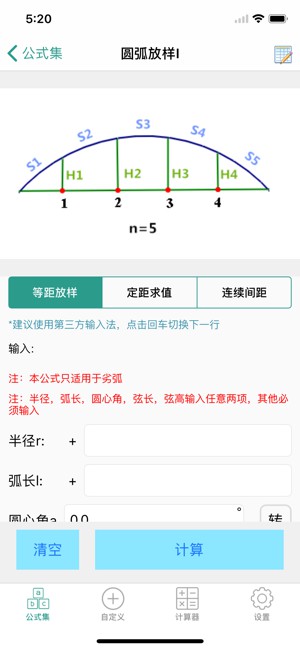 5:20
公式集
圆弧放样I
S1
S2
S3
S4
S5
H1
H2
H3
H4
1
2
3
4
n=5
等距放样
定距求值
连续间距
*建议使用第三方输入法，点击回车切换下一行
输入:
注：本公式只适用于劣弧
注：半径，弧长，圆心角，弦长，弦高输入任意两项，其他必
须输入
半径r: +
弧长l: +
圆心角a 0.0 ° 转
清空
计算
a
b c
公式集
自定义
计算器
设置